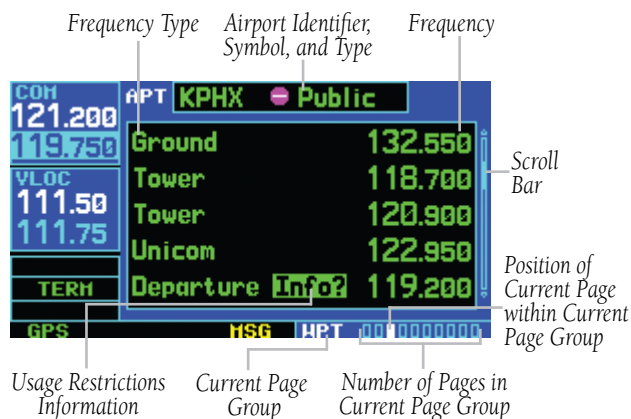 Frequency Type
Airport Identifier,
Symbol, and Type
Frequency
COM
121.200
119.750
VLOC
111.50
111.75
TERM
GPS
APT KPHX Public
Ground 132.550
Tower 118.700
Tower 120.900
Unicom 122.950
Departure Info? 119.200
MSG
WPT
Scroll
Bar
Position of
Current Page
within Current
Page Group
Usage Restrictions
Information
Current Page
Group
Number of Pages in
Current Page Group